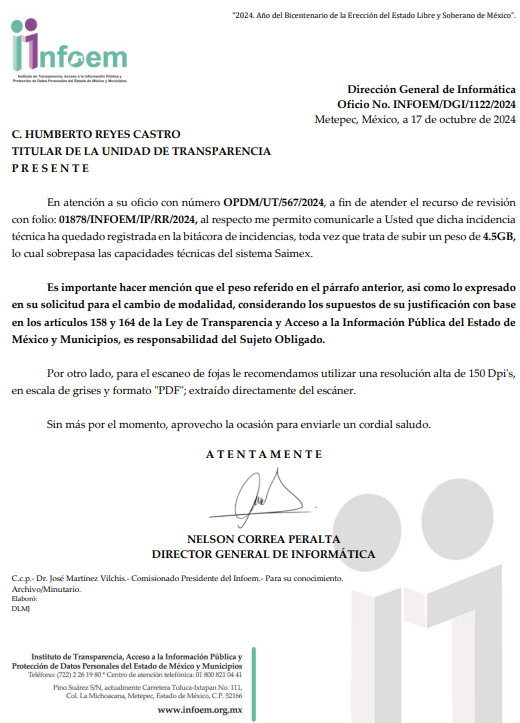 "2024. Año del Bicentenario de la Erección del Estado Libre y Soberano de México".
infoem
Instituto de Transparencia, Acceso a la Información Pública y
Protección de Datos Personales del Estado de México y Municipios
Dirección General de Informática
Oficio No. INFOEM/DGI/1122/2024
Metepec, México, a 17 de octubre de 2024
C. HUMBERTO REYES CASTRO
TITULAR DE LA UNIDAD DE TRANSPARENCIA
P R E S E N T E
En atención a su oficio con número OPDM/UT/567/2024, a fin de atender el recurso de revisión
con folio: 01878/INFOEM/IP/RR/2024, al respecto me permito comunicarle a Usted que dicha incidencia
técnica ha quedado registrada en la bitácora de incidencias, toda vez que trata de subir un peso de 4.5GB,
lo cual sobrepasa las capacidades técnicas del sistema Saimex.
Es importante hacer mención que el peso referido en el párrafo anterior, así como lo expresado
en su solicitud para el cambio de modalidad, considerando los supuestos de su justificación con base
en los artículos 158 y 164 de la Ley de Transparencia y Acceso a la Información Pública del Estado de
México y Municipios, es responsabilidad del Sujeto Obligado.
Por otro lado, para el escaneo de fojas le recomendamos utilizar una resolución alta de 150 Dpi's,
en escala de grises y formato "PDF"; extraído directamente del escáner.
Sin más por el momento, aprovecho la ocasión para enviarle un cordial saludo.
A T E N T A M E N T E
NELSON CORREA PERALTA
DIRECTOR GENERAL DE INFORMÁTICA
C.c.p.- Dr. José Martínez Vilchis.- Comisionado Presidente del Infoem.- Para su conocimiento.
Archivo/Minutario.
Elaboró:
DLMJ
Instituto de Transparencia, Acceso a la Información Pública y
Protección de Datos Personales del Estado de México y Municipios
Teléfono: (722) 2 26 19 80 * Centro de atención telefónica: 01 800 821 04 41
Pino Suárez S/N, actualmente Carretera Toluca-Ixtapan No. 111,
Col. La Michoacana, Metepec, Estado de México, C.P. 52166
www.infoem.org.mx